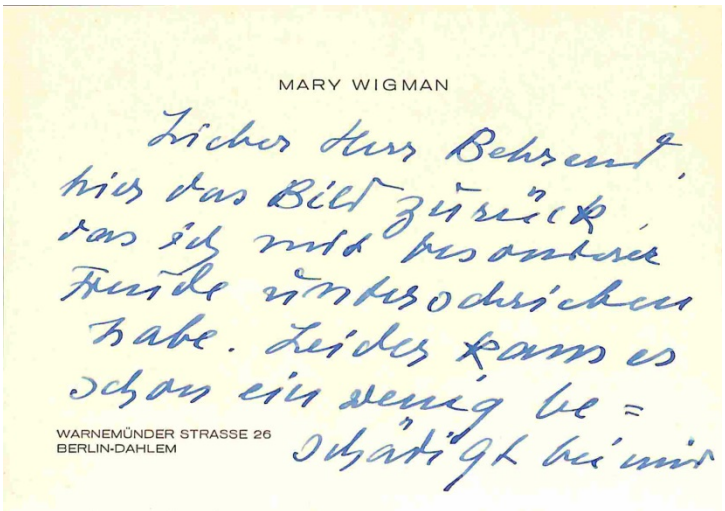 MARY WIGMAN
Lieber Herr Behrend,
hier das Bild zurück,
das ich mit besonderer
Freude unterschrieben
habe. Leider kam es
schon ein wenig be=
WARNEMÜNDER STRASSE 26
BERLIN-DAHLEM
schädigt bei mir